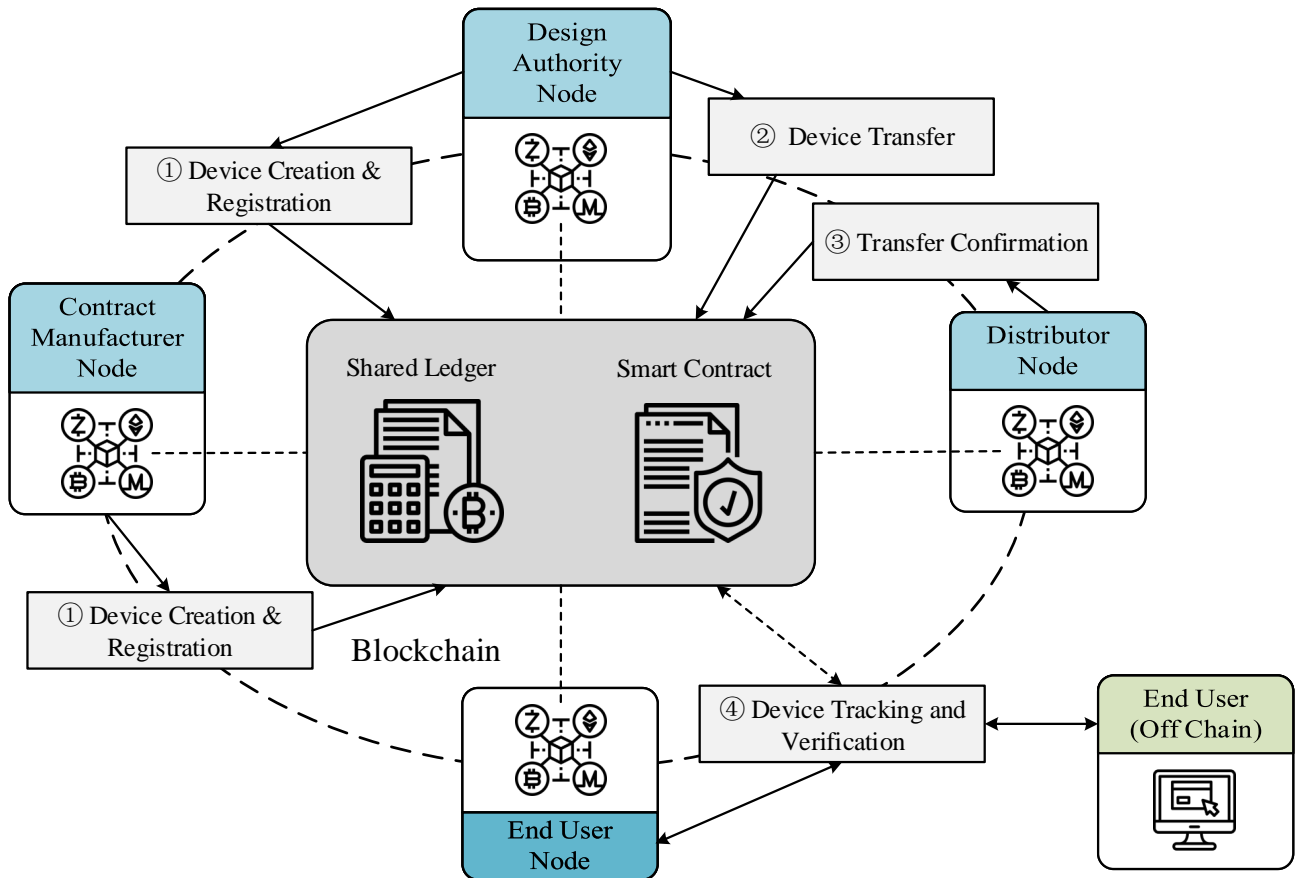 Design
Authority
Node
② Device Transfer
① Device Creation &
Registration
③ Transfer Confirmation
Contract
Manufacturer
Node
Distributor
Node
Shared Ledger
Smart Contract
① Device Creation &
Registration
Blockchain
④ Device Tracking and
Verification
End User
(Off Chain)
End User
Node